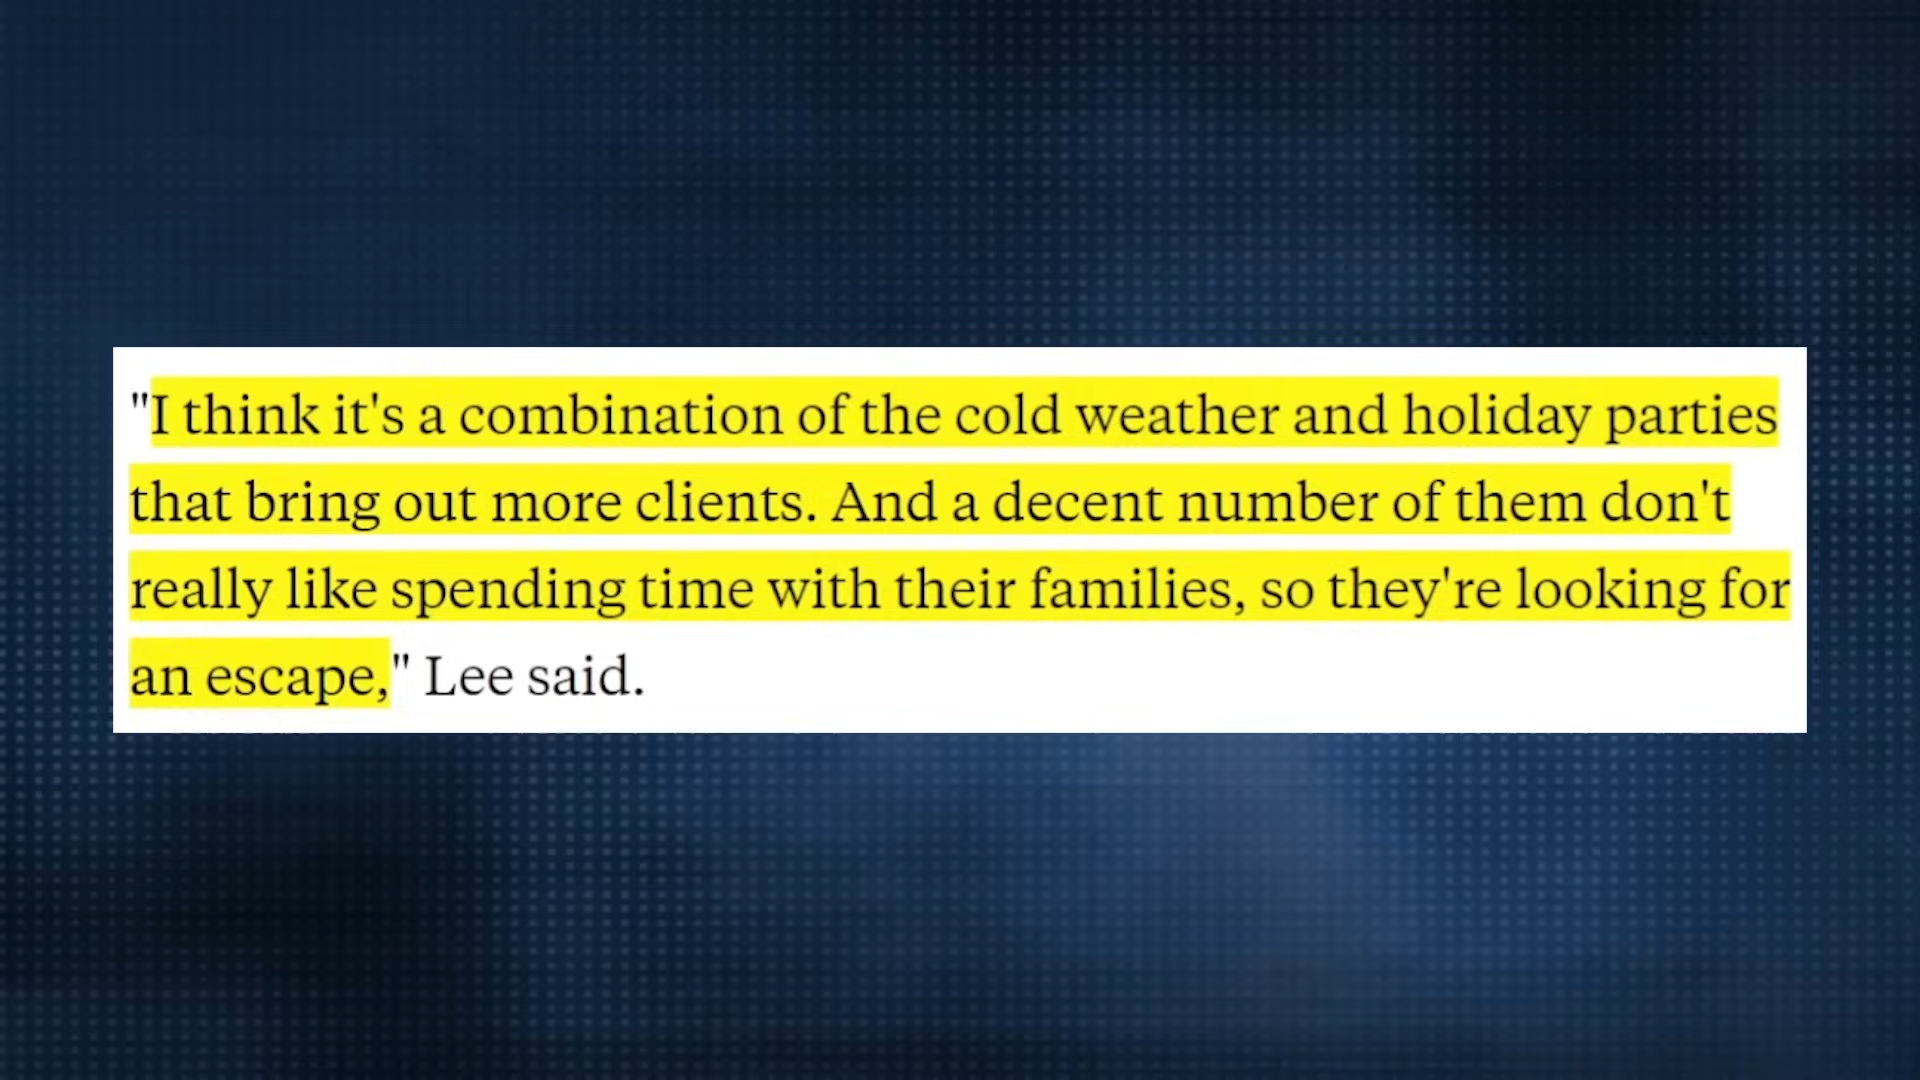 "I think it's a combination of the cold weather and holiday parties
that bring out more clients. And a decent number of them don't
really like spending time with their families, so they're looking for
an escape," Lee said.